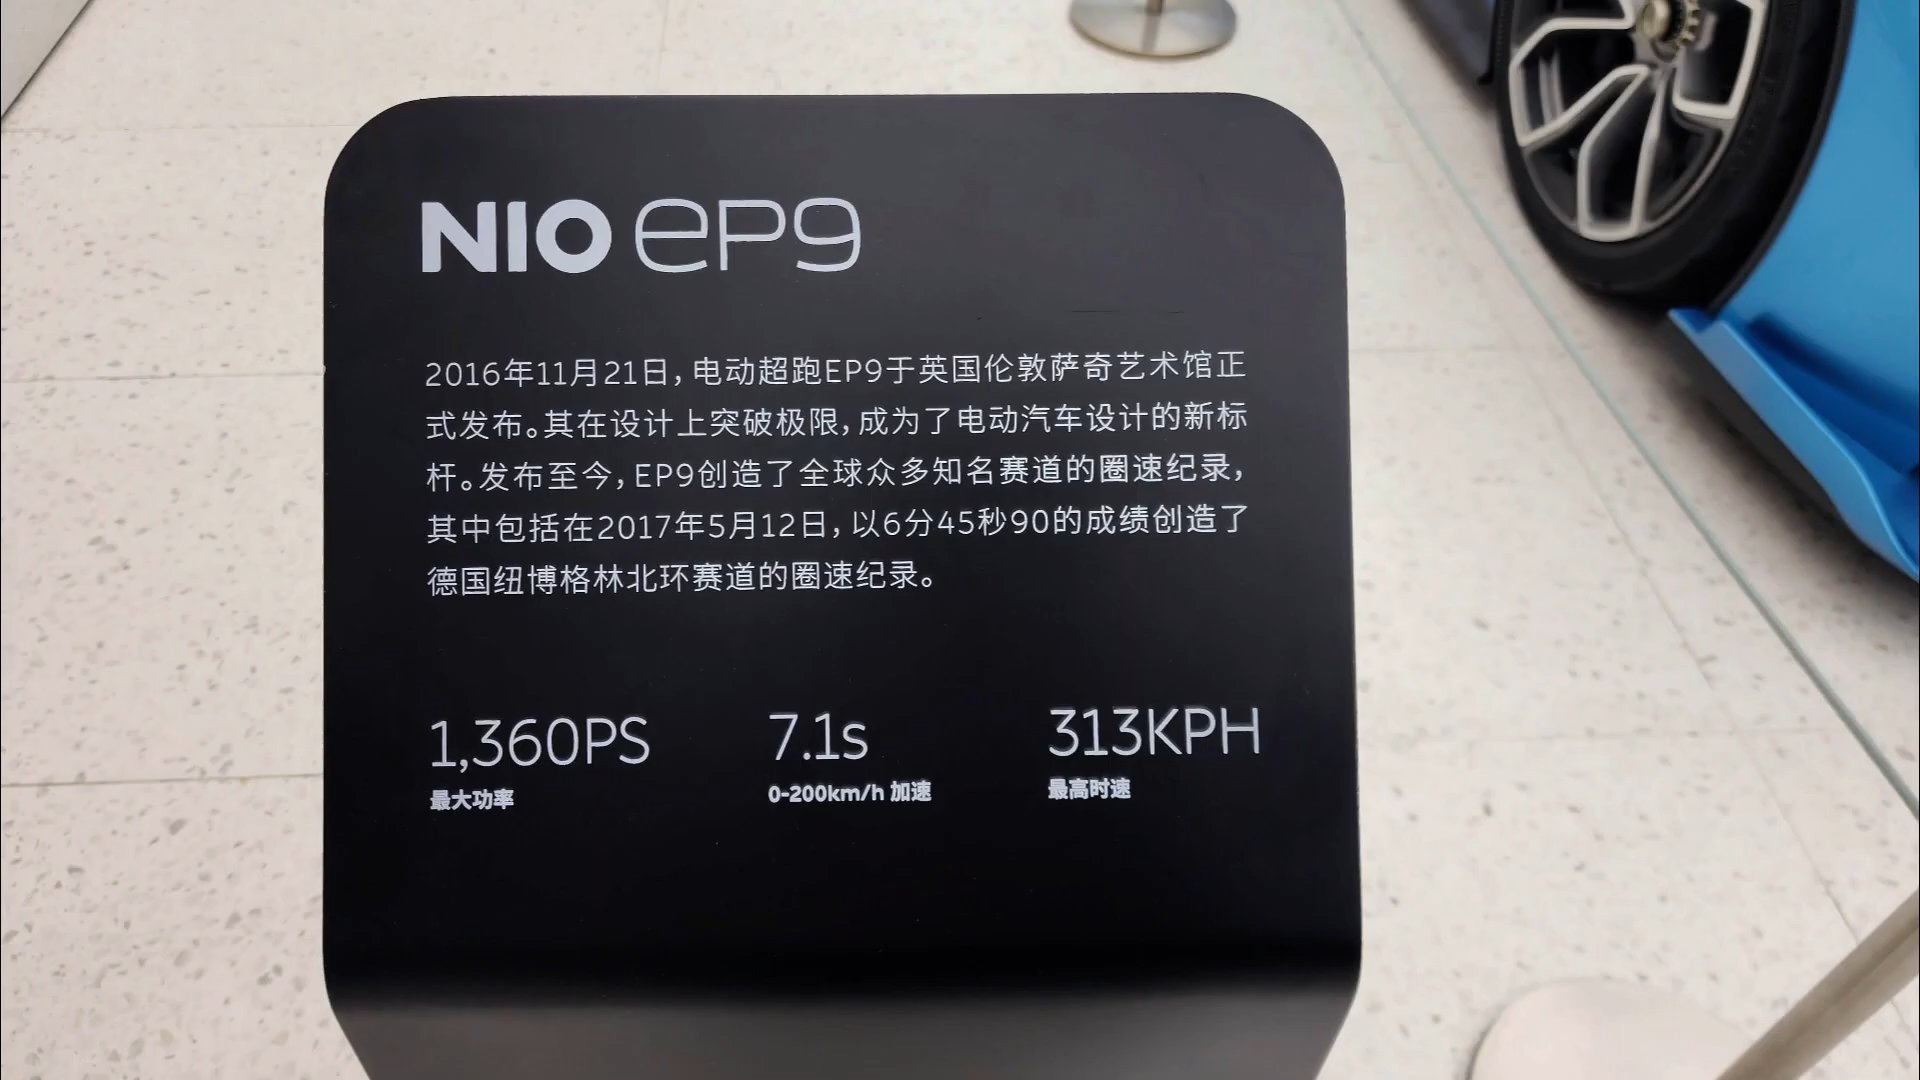 NIO eP9
2016年11月21日，电动超跑EP9于英国伦敦萨奇艺术馆正
式发布。其在设计上突破极限，成为了电动汽车设计的新标
杆。发布至今，EP9创造了全球众多知名赛道的圈速纪录，
其中包括在2017年5月12日，以6分45秒90的成绩创造了
德国纽博格林北环赛道的圈速纪录。
1,360PS 7.1s 313KPH
最大功率 0-200km/h 加速 最高时速